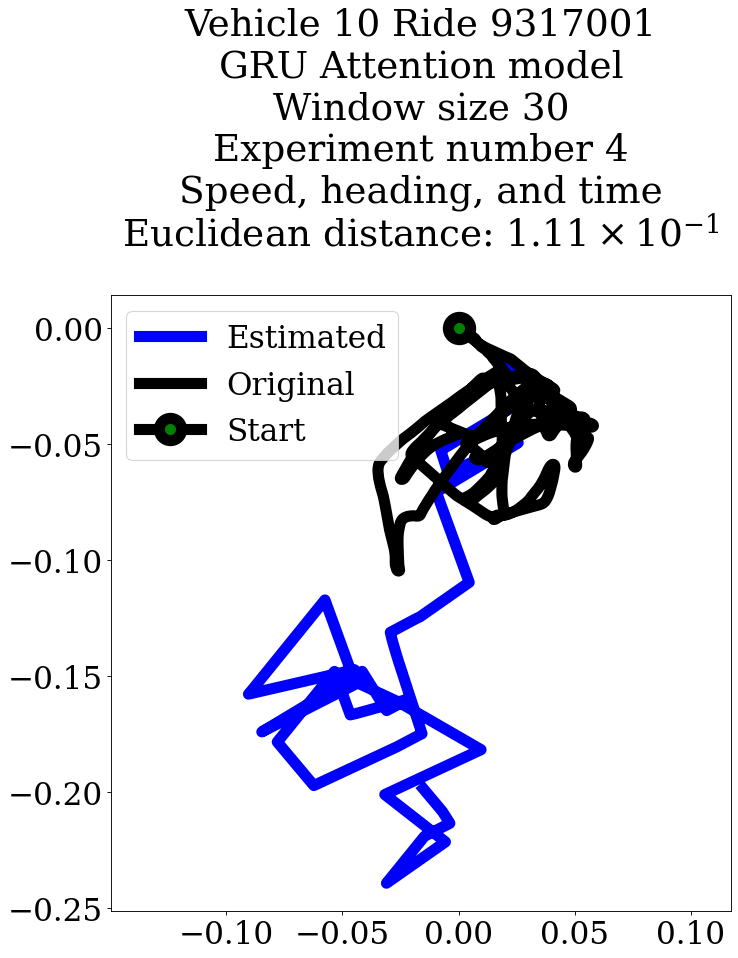 Vehicle 10 Ride 9317001
GRU Attention model
Window size 30
Experiment number 4
Speed, heading, and time
Euclidean distance: 1.11 × 10⁻¹
Estimated
Original
Start
0.00
−0.05
−0.10
−0.15
−0.20
−0.25
−0.10 −0.05 0.00 0.05 0.10